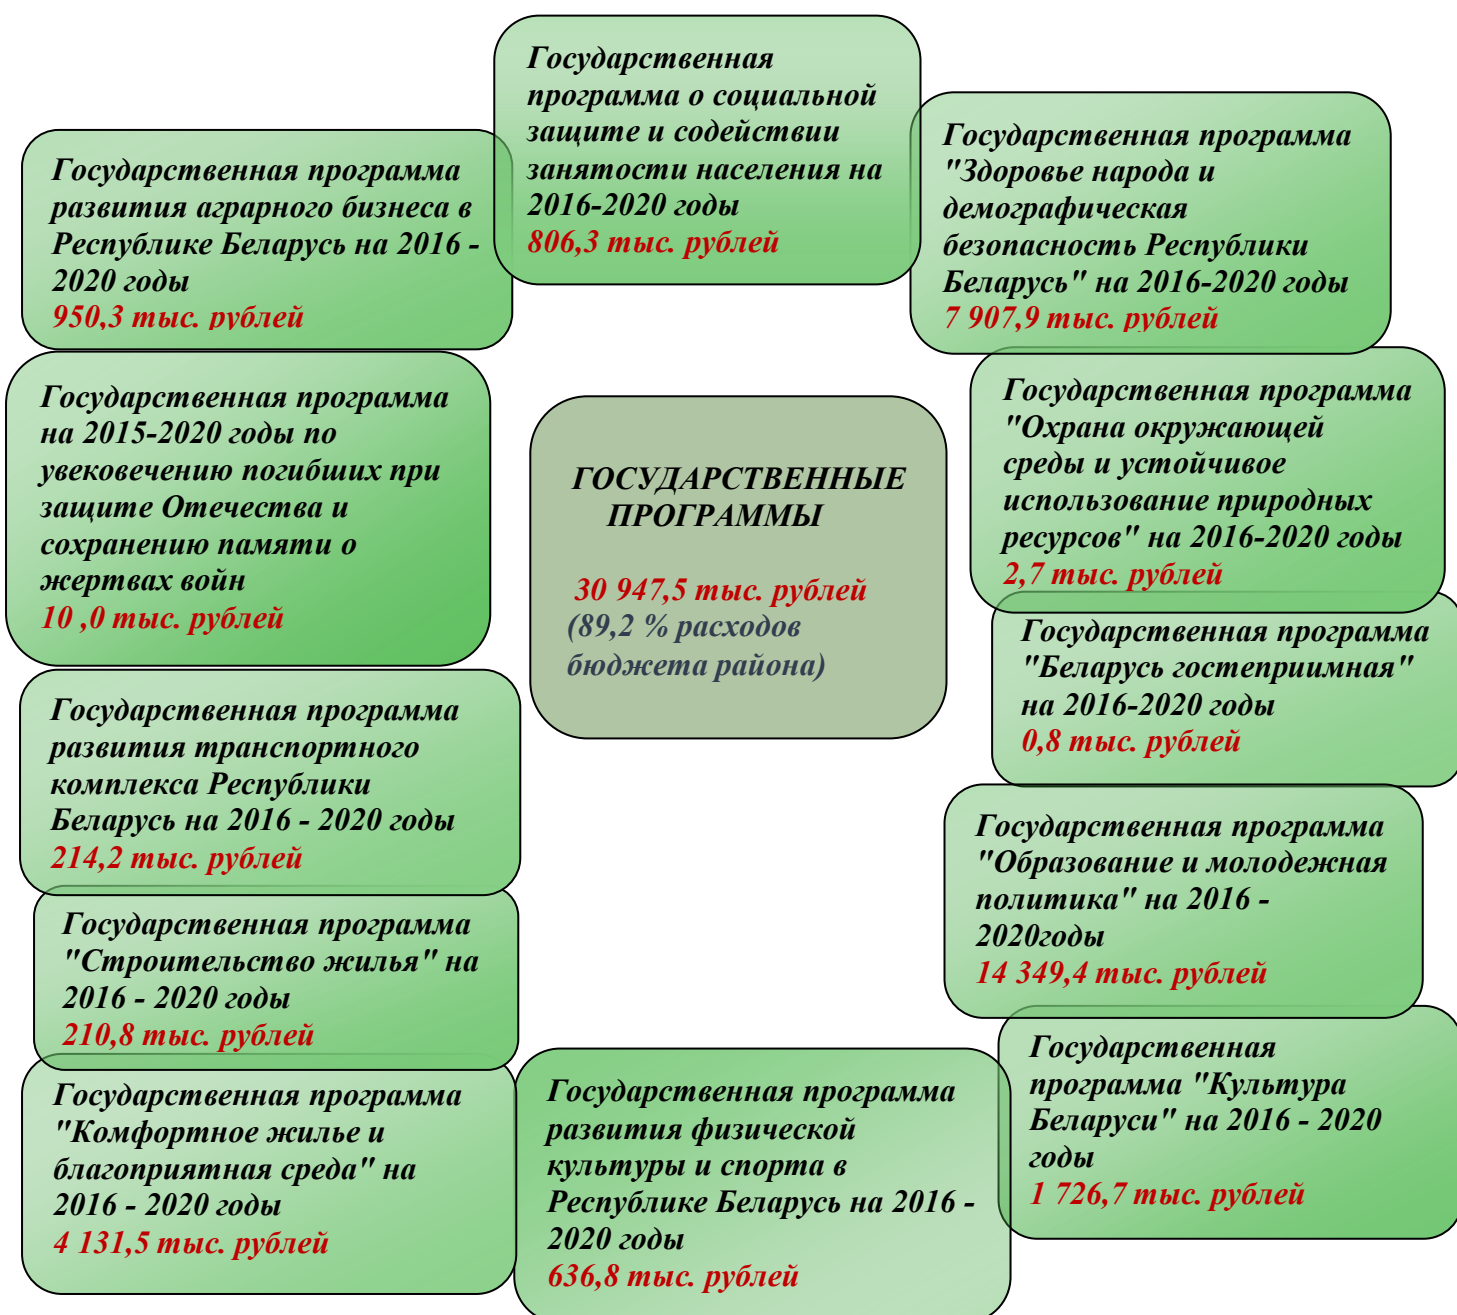 Государственная
программа о социальной
защите и содействии
занятости населения на
2016-2020 годы
806,3 тыс. рублей
Государственная программа
"Здоровье народа и
демографическая
безопасность Республики
Беларусь" на 2016-2020 годы
7 907,9 тыс. рублей
Государственная программа
развития аграрного бизнеса в
Республике Беларусь на 2016 -
2020 годы
950,3 тыс. рублей
Государственная программа
на 2015-2020 годы по
увековечению погибших при
защите Отечества и
сохранению памяти о
жертвах войн
10 ,0 тыс. рублей
ГОСУДАРСТВЕННЫЕ
ПРОГРАММЫ
30 947,5 тыс. рублей
(89,2 % расходов
бюджета района)
Государственная программа
"Охрана окружающей
среды и устойчивое
использование природных
ресурсов" на 2016-2020 годы
2,7 тыс. рублей
Государственная программа
"Беларусь гостеприимная"
на 2016-2020 годы
0,8 тыс. рублей
Государственная программа
развития транспортного
комплекса Республики
Беларусь на 2016 - 2020 годы
214,2 тыс. рублей
Государственная программа
"Образование и молодежная
политика" на 2016 -
2020годы
14 349,4 тыс. рублей
Государственная программа
"Строительство жилья" на
2016 - 2020 годы
210,8 тыс. рублей
Государственная программа
"Комфортное жилье и
благоприятная среда" на
2016 - 2020 годы
4 131,5 тыс. рублей
Государственная программа
развития физической
культуры и спорта в
Республике Беларусь на 2016 -
2020 годы
636,8 тыс. рублей
Государственная
программа "Культура
Беларуси" на 2016 - 2020
годы
1 726,7 тыс. рублей